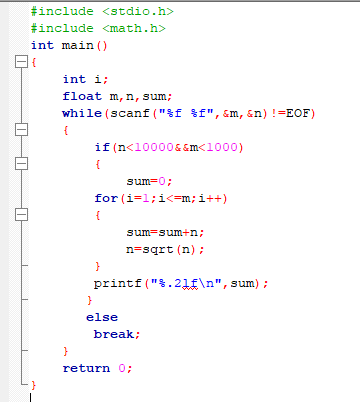 #include <stdio.h>
#include <math.h>
int main()
{
int i;
float m,n,sum;
while(scanf("%f %f",&m,&n)!=EOF)
{
if(n<10000&&m<1000)
{
sum=0;
for(i=1;i<=m;i++)
{
sum=sum+n;
n=sqrt(n);
}
printf("%.2lf\n",sum);
}
else
break;
}
return 0;
}